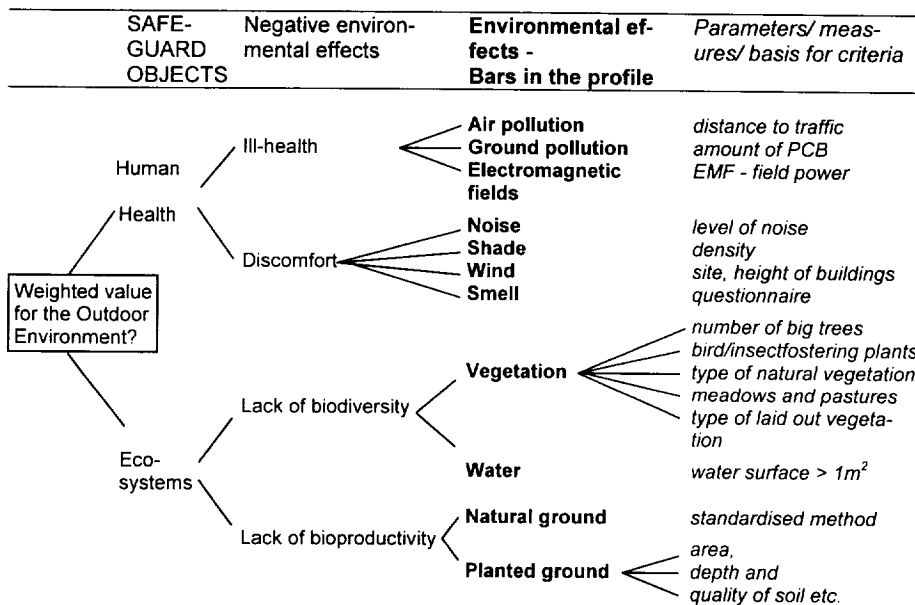 SAFE-
GUARD
OBJECTS
Negative environ-
mental effects
Environmental ef-
fects -
Bars in the profile
Parameters/ meas-
ures/ basis for criteria
Human
Health
Ill-health
Air pollution
Ground pollution
Electromagnetic
fields
distance to traffic
amount of PCB
EMF - field power
Discomfort
Noise
Shade
Wind
Smell
level of noise
density
site, height of buildings
questionnaire
Weighted value
for the Outdoor
Environment?
Eco-
systems
Lack of biodiversity
Vegetation
number of big trees
bird/insectfostering plants
type of natural vegetation
meadows and pastures
type of laid out vegeta-
tion
Water
water surface > 1m²
Lack of bioproductivity
Natural ground
standardised method
Planted ground
area,
depth and
quality of soil etc.